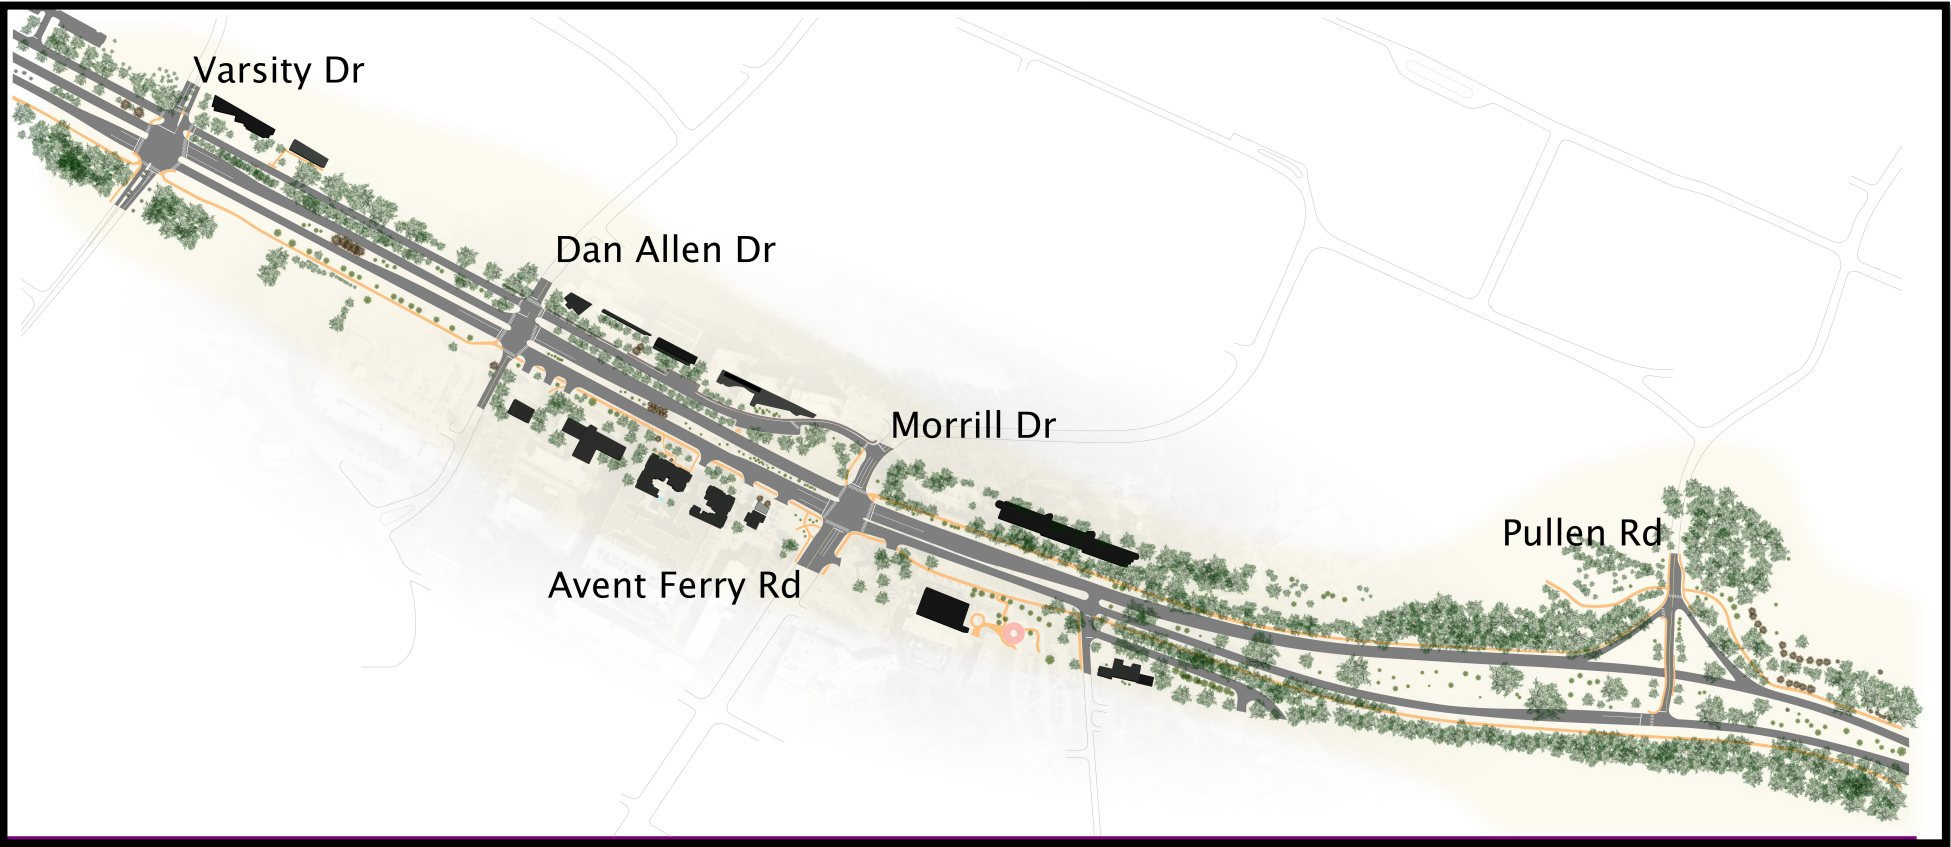 Varsity Dr
Dan Allen Dr
Morrill Dr
Pullen Rd
Avent Ferry Rd